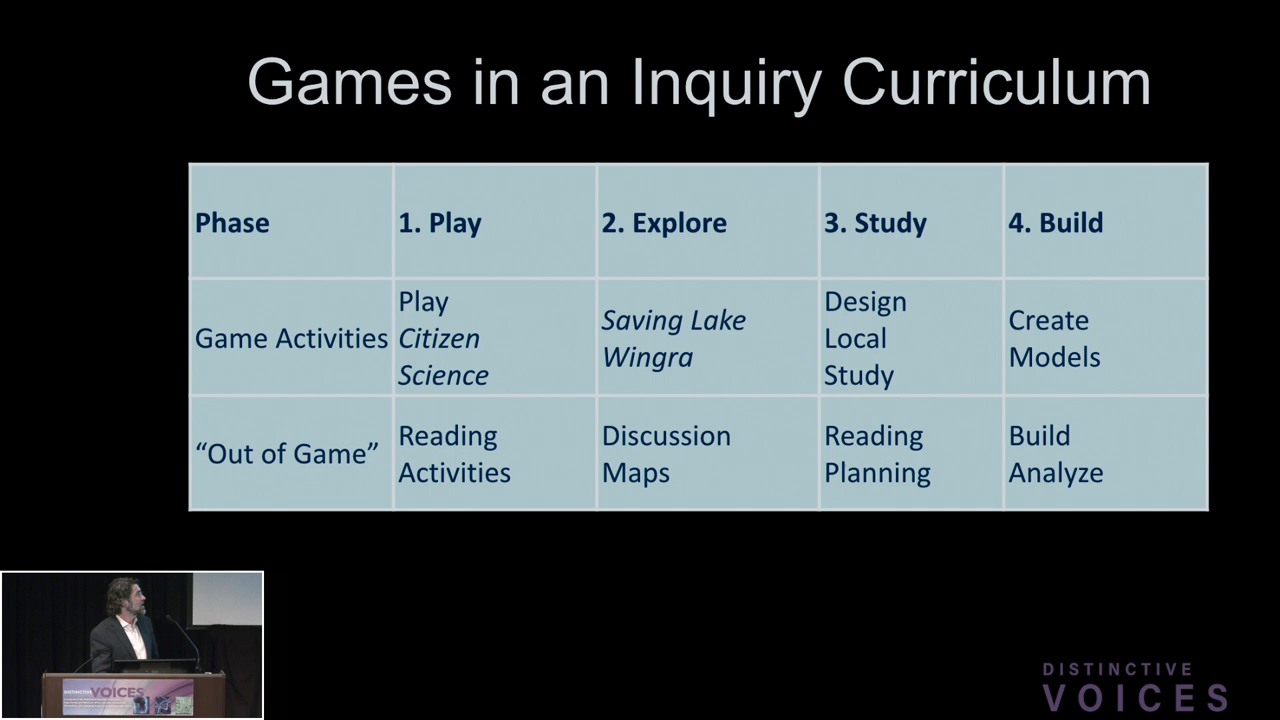 Games in an Inquiry Curriculum
Phase
1. Play
2. Explore
3. Study
4. Build
Game Activities
Play
Citizen
Science
Saving Lake
Wingra
Design
Local
Study
Create
Models
“Out of Game”
Reading
Activities
Discussion
Maps
Reading
Planning
Build
Analyze
DISTINCTIVE VOICES
DISTINCTIVE
VOICES